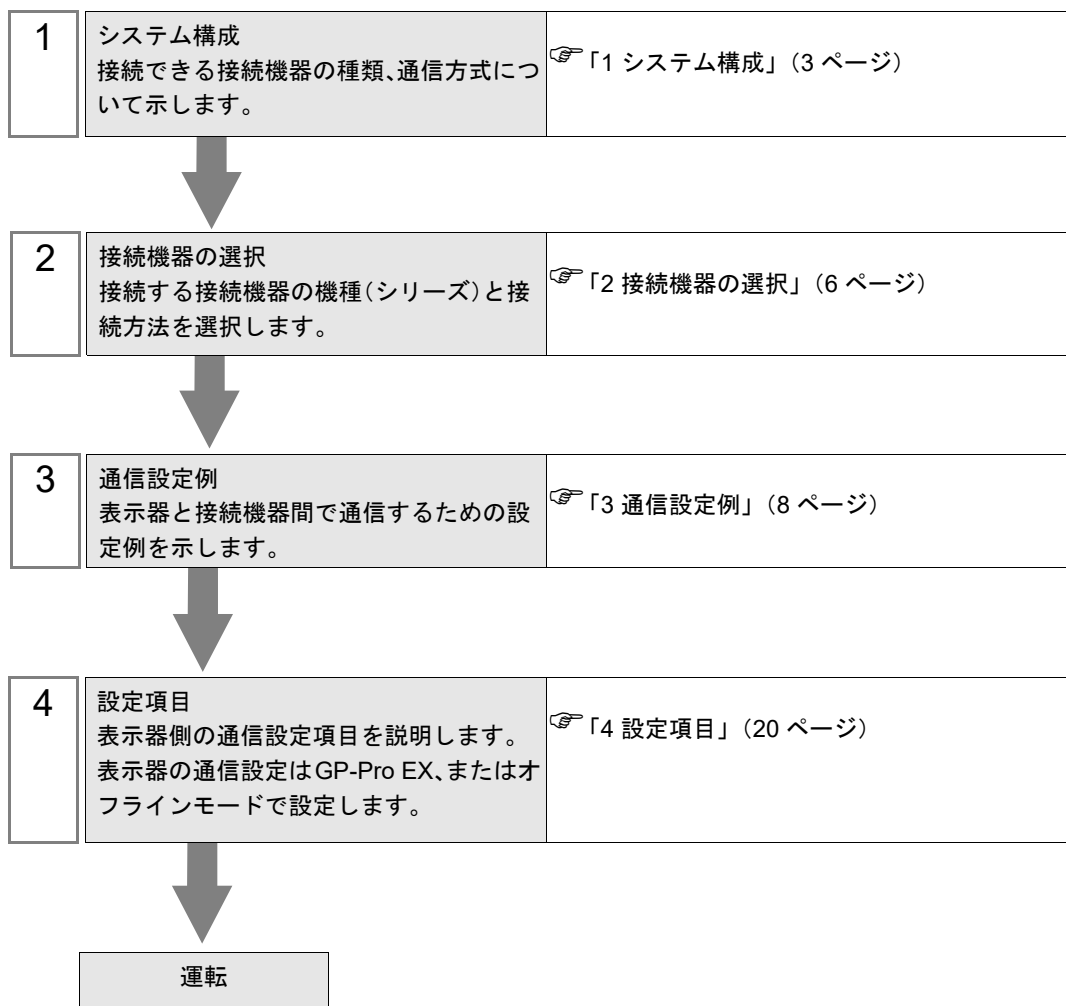 1
システム構成
接続できる接続機器の種類、通信方式につ
いて示します。
☞「1 システム構成」(3 ページ)
2
接続機器の選択
接続する接続機器の機種(シリーズ)と接
続方法を選択します。
☞「2 接続機器の選択」(6 ページ)
3
通信設定例
表示器と接続機器間で通信するための設
定例を示します。
☞「3 通信設定例」(8 ページ)
4
設定項目
表示器側の通信設定項目を説明します。
表示器の通信設定はGP-Pro EX、またはオ
フラインモードで設定します。
☞「4 設定項目」(20 ページ)
運転